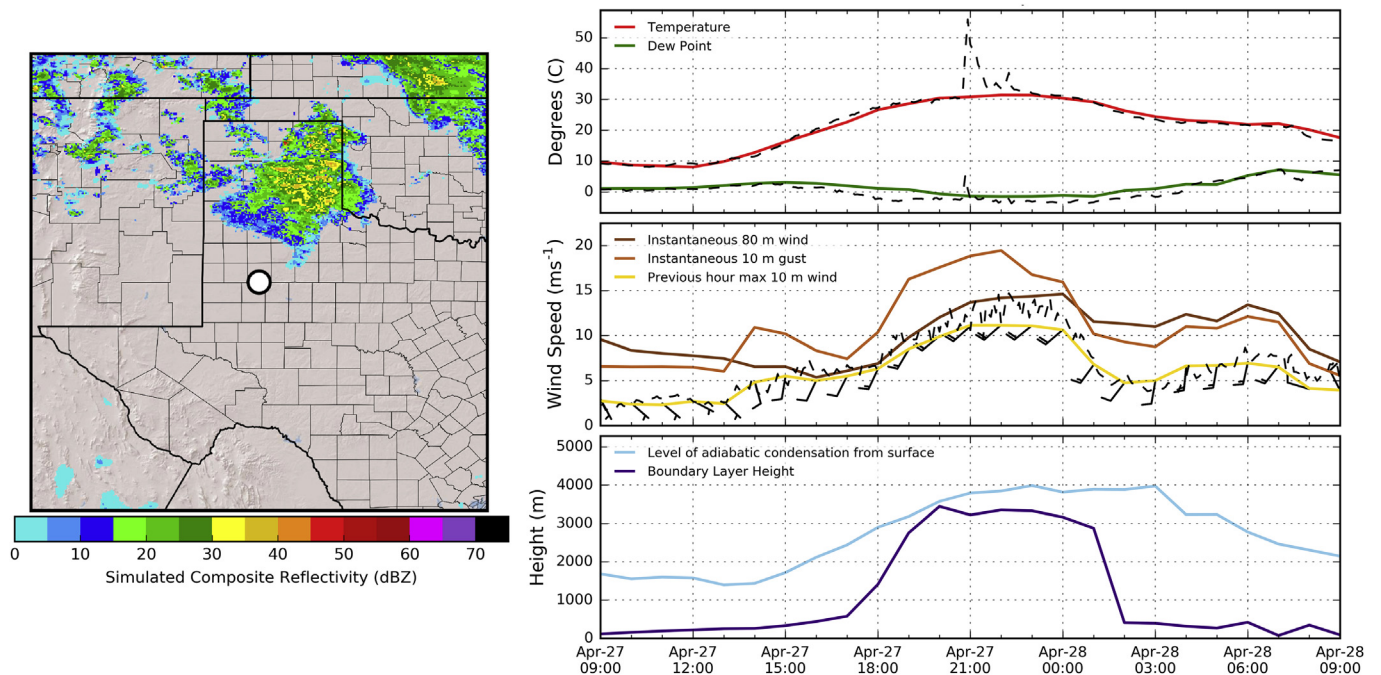 0 10 20 30 40 50 60 70
Simulated Composite Reflectivity (dBZ)
Degrees (C)
50
40
30
20
10
0
Temperature
Dew Point
Wind Speed (ms⁻¹)
20
15
10
5
0
Instantaneous 80 m wind
Instantaneous 10 m gust
Previous hour max 10 m wind
Height (m)
5000
4000
3000
2000
1000
0
Level of adiabatic condensation from surface
Boundary Layer Height
Apr-27 Apr-27 Apr-27 Apr-27 Apr-27 Apr-28 Apr-28 Apr-28 Apr-28
09:00 12:00 15:00 18:00 21:00 00:00 03:00 06:00 09:00